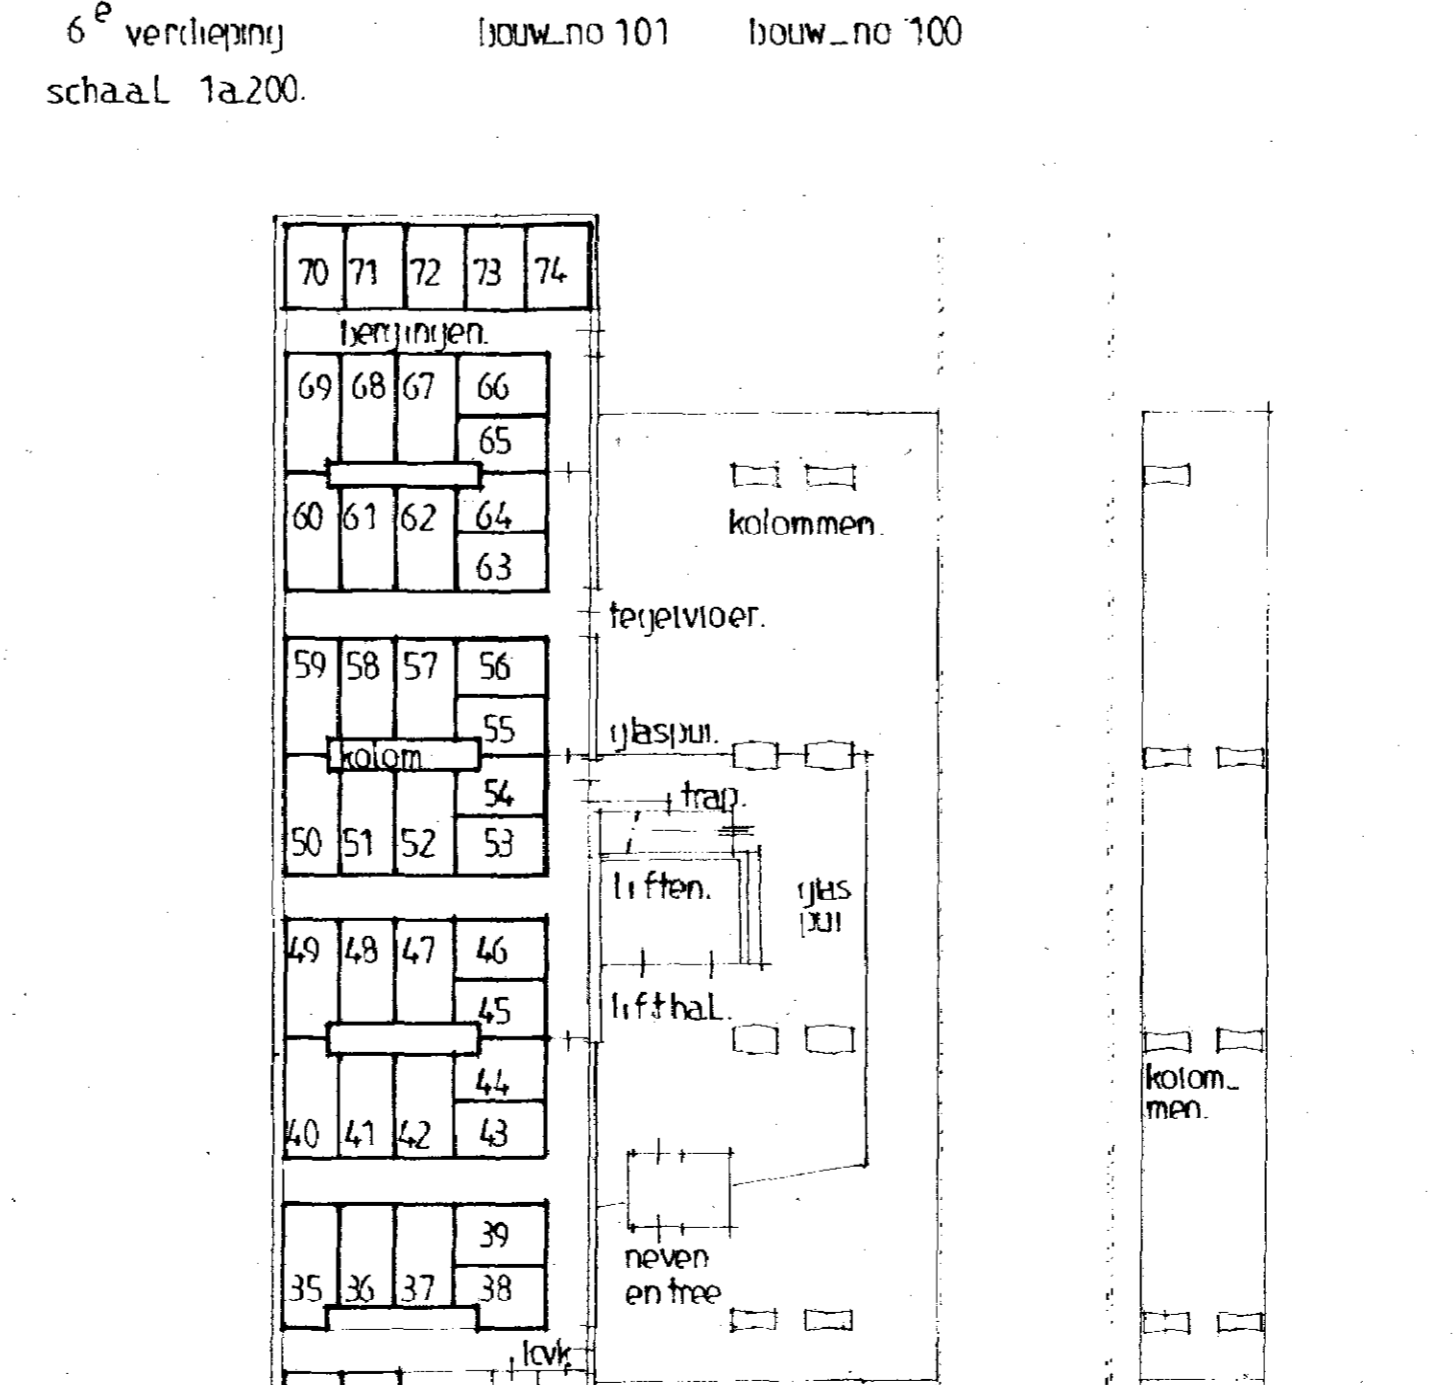 6e verdieping bouw_no 101 bouw_no 100
schaal 1a200.
70 71 72 73 74
bergingen.
69 68 67 66
65
60 61 62 64
kolommen.
63
tegelvloer.
59 58 57 56
55 glaspui.
kolom
54 trap.
50 51 52 53
liften. glas
pui
49 48 47 46
45 lifthal.
44 kolom_
men.
40 41 42 43
39
neven
35 36 37 38 entree